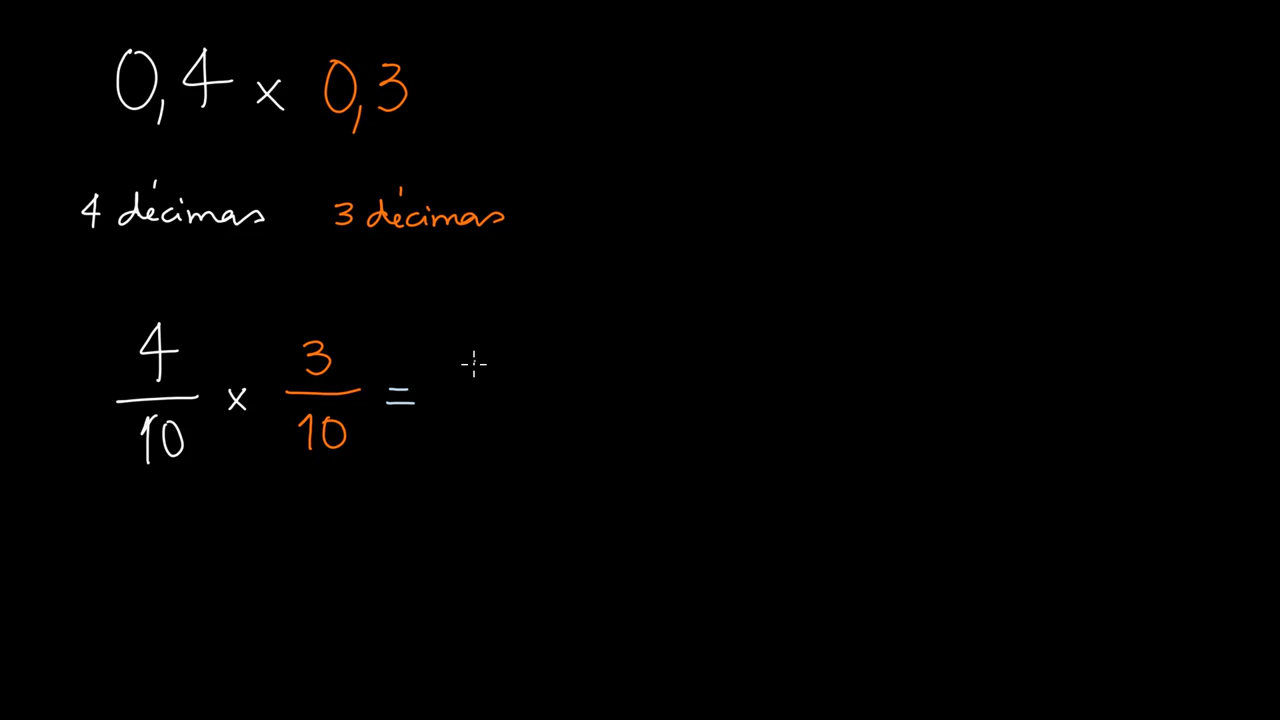 0,4 x 0,3
4 décimas 3 décimas
4/10 x 3/10 =